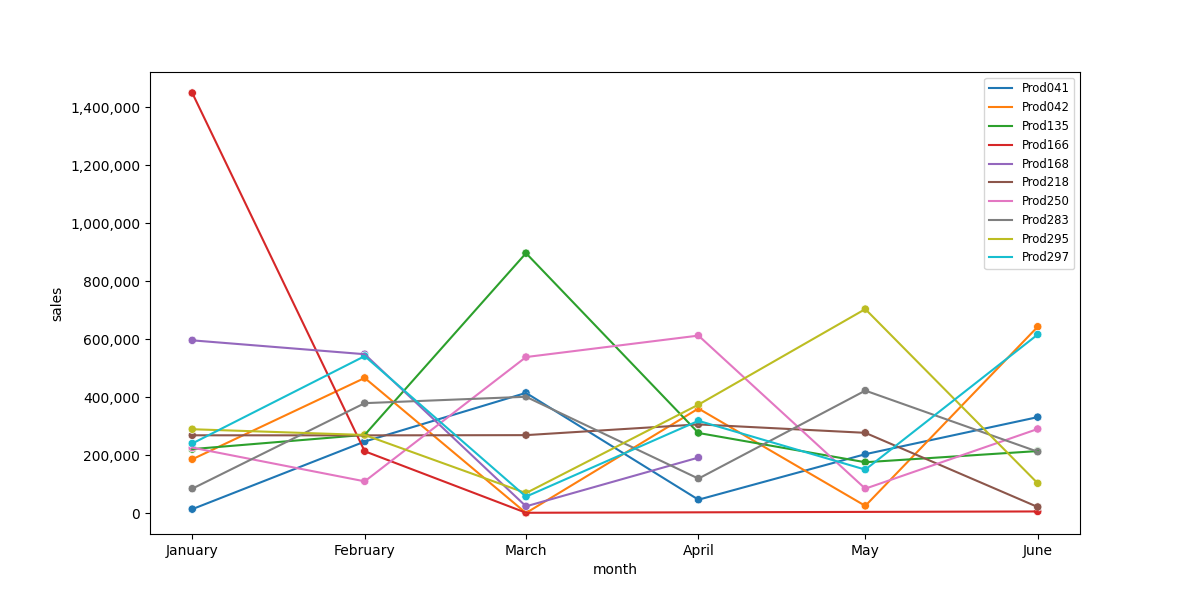 1,400,000
1,200,000
1,000,000
800,000
600,000
400,000
200,000
0
sales
January February March April May June
month
Prod041
Prod042
Prod135
Prod166
Prod168
Prod218
Prod250
Prod283
Prod295
Prod297